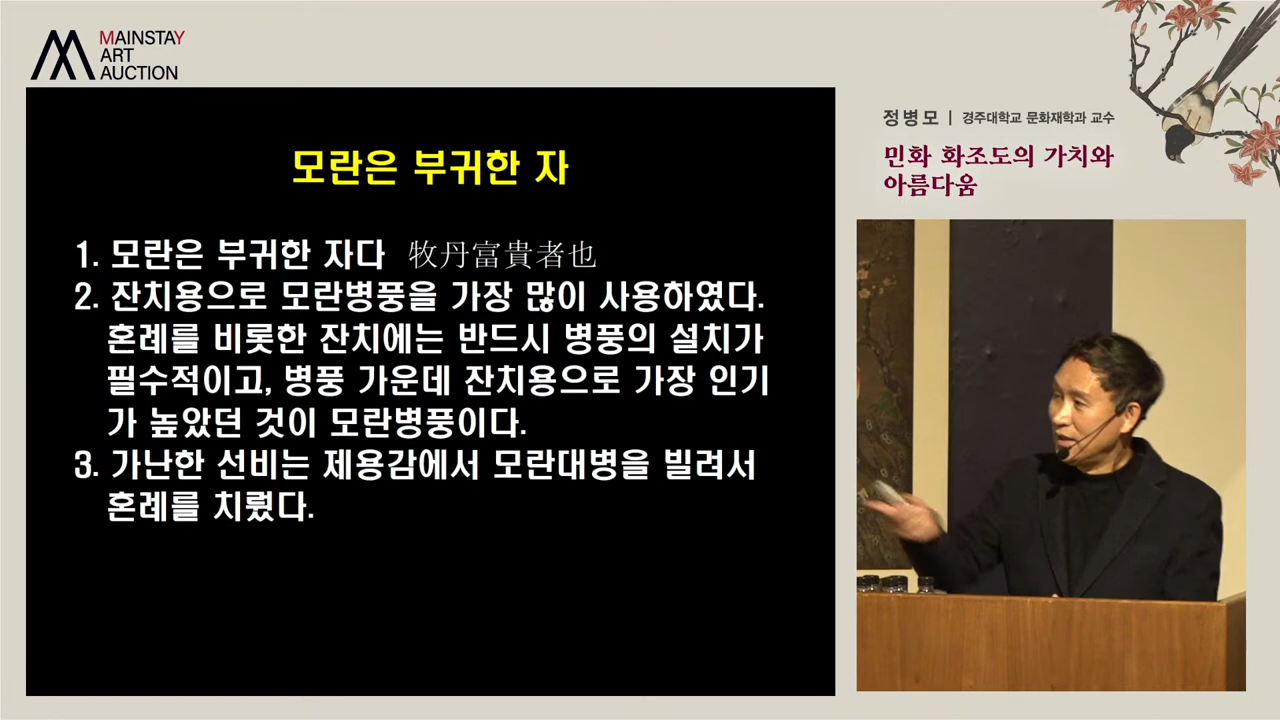 MAINSTAY
ART
AUCTION
모란은 부귀한 자
1. 모란은 부귀한 자다 牧丹富貴者也
2. 잔치용으로 모란병풍을 가장 많이 사용하였다.
혼례를 비롯한 잔치에는 반드시 병풍의 설치가
필수적이고, 병풍 가운데 잔치용으로 가장 인기
가 높았던 것이 모란병풍이다.
3. 가난한 선비는 제용감에서 모란대병을 빌려서
혼례를 치뤘다.
정병모 | 경주대학교 문화재학과 교수
민화 화조도의 가치와
아름다움